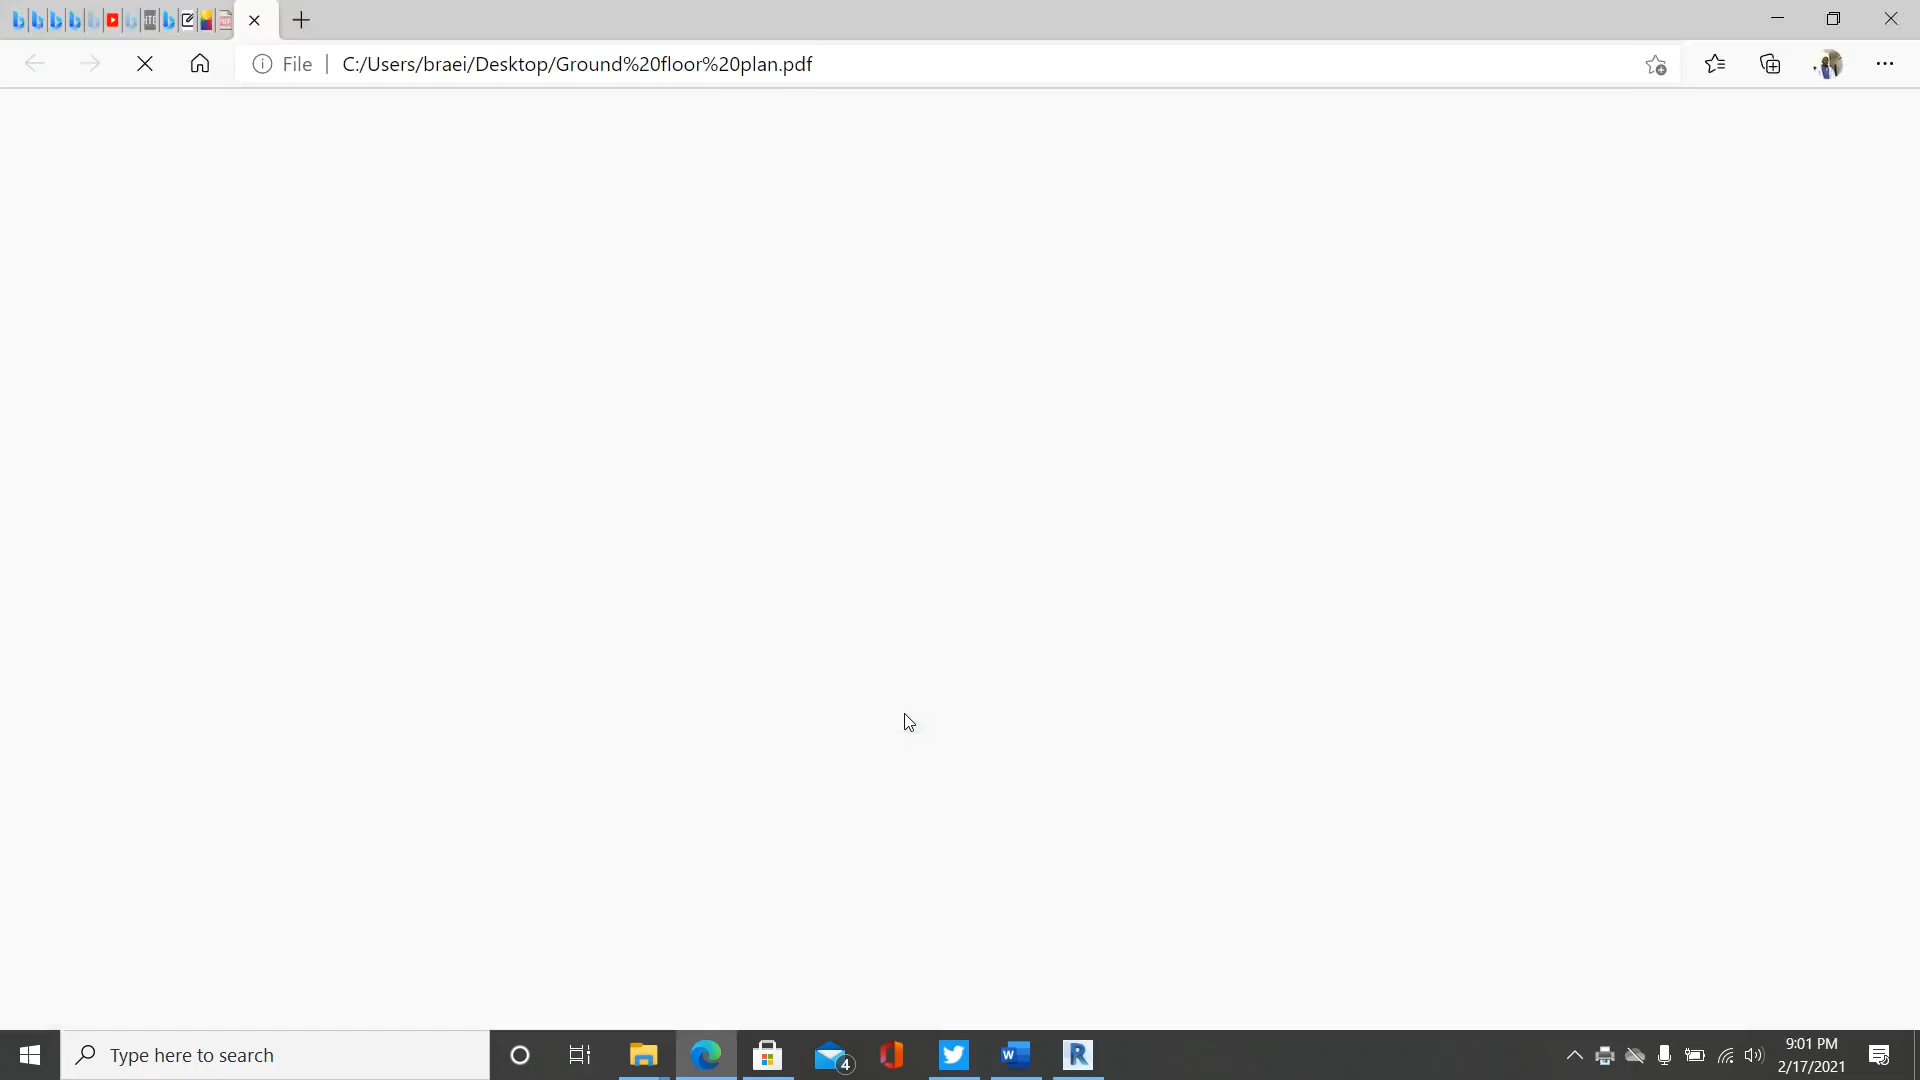 File | C:/Users/braei/Desktop/Ground%20floor%20plan.pdf
Type here to search
4
9:01 PM
2/17/2021